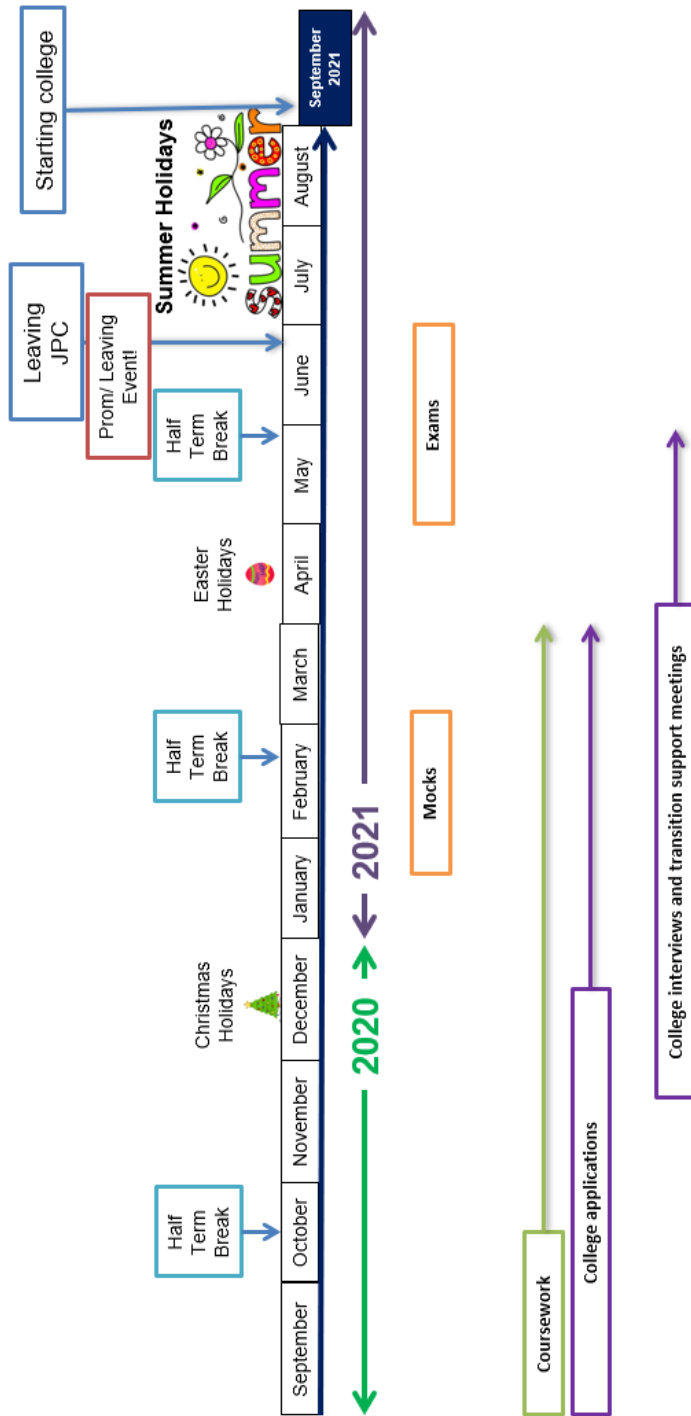 Starting college
Leaving
JPC
Prom/ Leaving
Event!
Half
Term
Break
Half
Term
Break
Half
Term
Break
Christmas
Holidays
Easter
Holidays
Summer Holidays
summer
September
October
November
December
January
February
March
April
May
June
July
August
September
2021
2020
2021
Mocks
Exams
Coursework
College applications
College interviews and transition support meetings